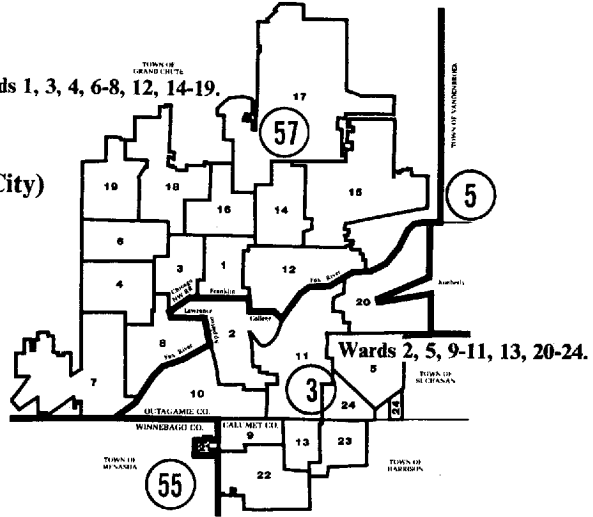 TOWN OF
GRAND CHUTE
ds 1, 3, 4, 6-8, 12, 14-19.
17
TOWN OF VANDENBROEK
57
City)
19
18
16
14
15
5
6
4
3
1
12
Fox River
Chicago
NW RR
Franklin
Lawrence
College
20
Kimberly
8
Fox River
2
11
Wards 2, 5, 9-11, 13, 20-24.
5
TOWN OF
BUCHANAN
7
10
3
24
24
OUTAGAMIE CO.
WINNEBAGO CO.
CALUMET CO.
9
13
23
TOWN OF
MENASHA
22
TOWN OF
HARRISON
55